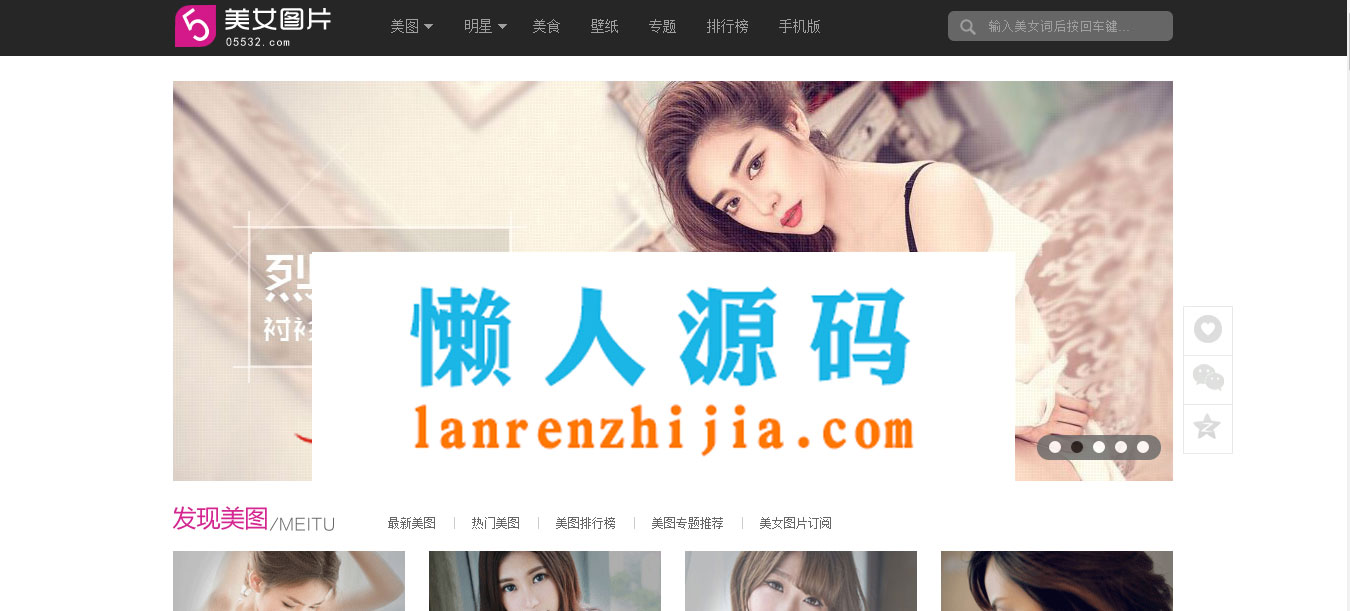 美女图片
05532.com
美图
明星
美食
壁纸
专题
排行榜
手机版
输入美女词后按回车键...
烈
衬衫
懒人源码
lanrenzhijia.com
发现美图/MEITU
最新美图
热门美图
美图排行榜
美图专题推荐
美女图片订阅